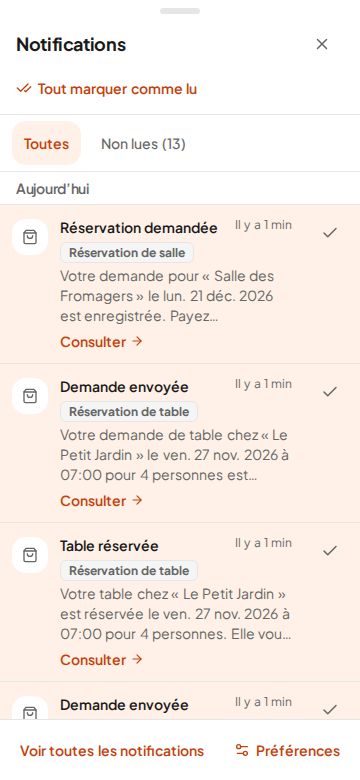 Notifications
Tout marquer comme lu
Toutes
Non lues (13)
Aujourd'hui
Réservation demandée
Il y a 1 min
Réservation de salle
Votre demande pour « Salle des
Fromagers » le lun. 21 déc. 2026
est enregistrée. Payez…
Consulter →
Demande envoyée
Il y a 1 min
Réservation de table
Votre demande de table chez « Le
Petit Jardin » le ven. 27 nov. 2026 à
07:00 pour 4 personnes est…
Consulter →
Table réservée
Il y a 1 min
Réservation de table
Votre table chez « Le Petit Jardin »
est réservée le ven. 27 nov. 2026 à
07:00 pour 4 personnes. Elle vou…
Consulter →
Demande envoyée
Il y a 1 min
Voir toutes les notifications
Préférences